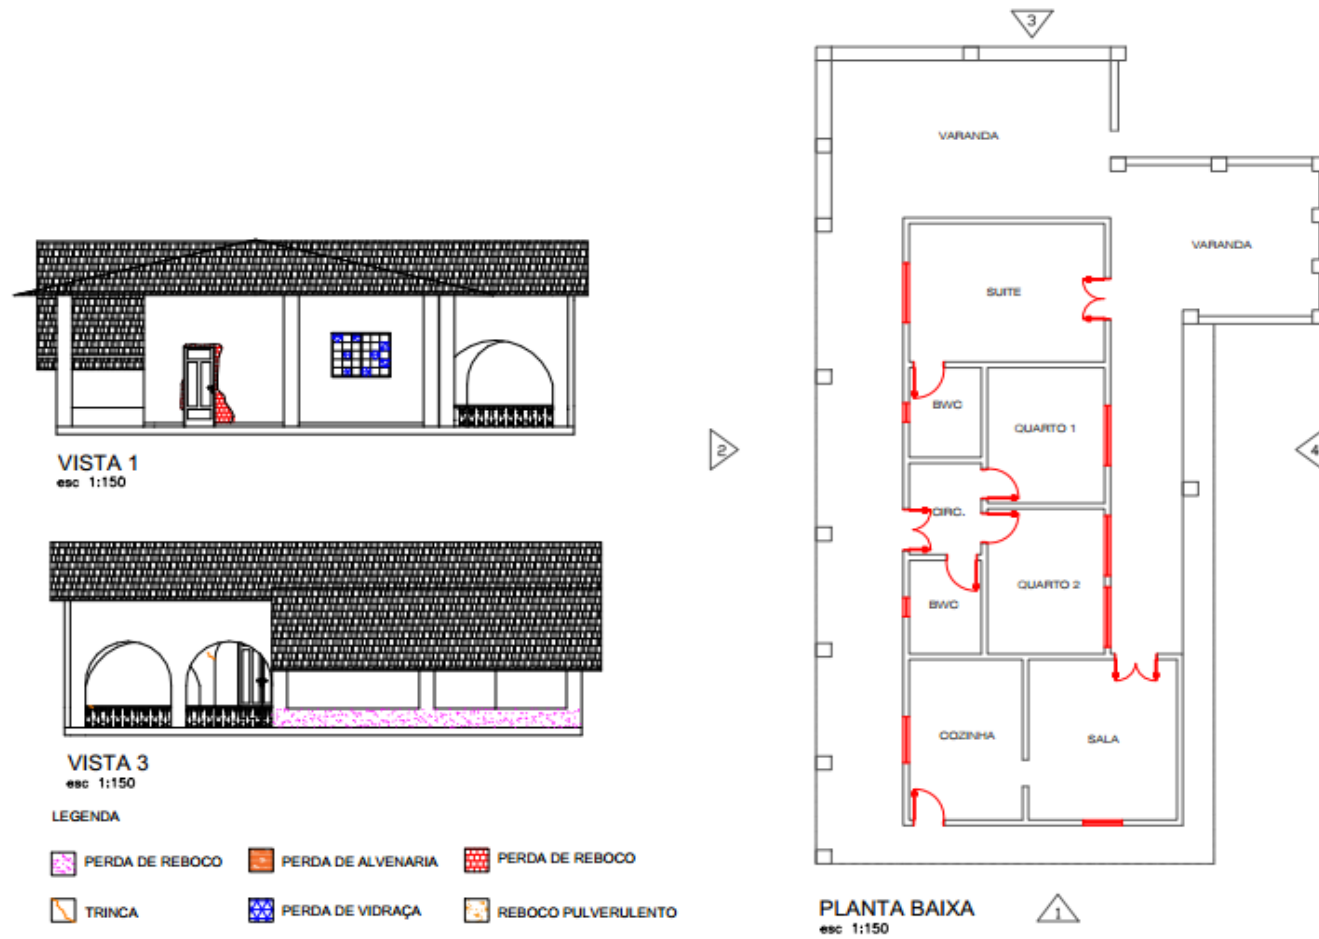 VISTA 1
esc 1:150
VISTA 3
esc 1:150
LEGENDA
PERDA DE REBOCO
PERDA DE ALVENARIA
PERDA DE REBOCO
TRINCA
PERDA DE VIDRAÇA
REBOCO PULVERULENTO
3
VARANDA
VARANDA
SUITE
BWC
QUARTO 1
2
4
CIRC.
QUARTO 2
BWC
COZINHA
SALA
PLANTA BAIXA
esc 1:150
1